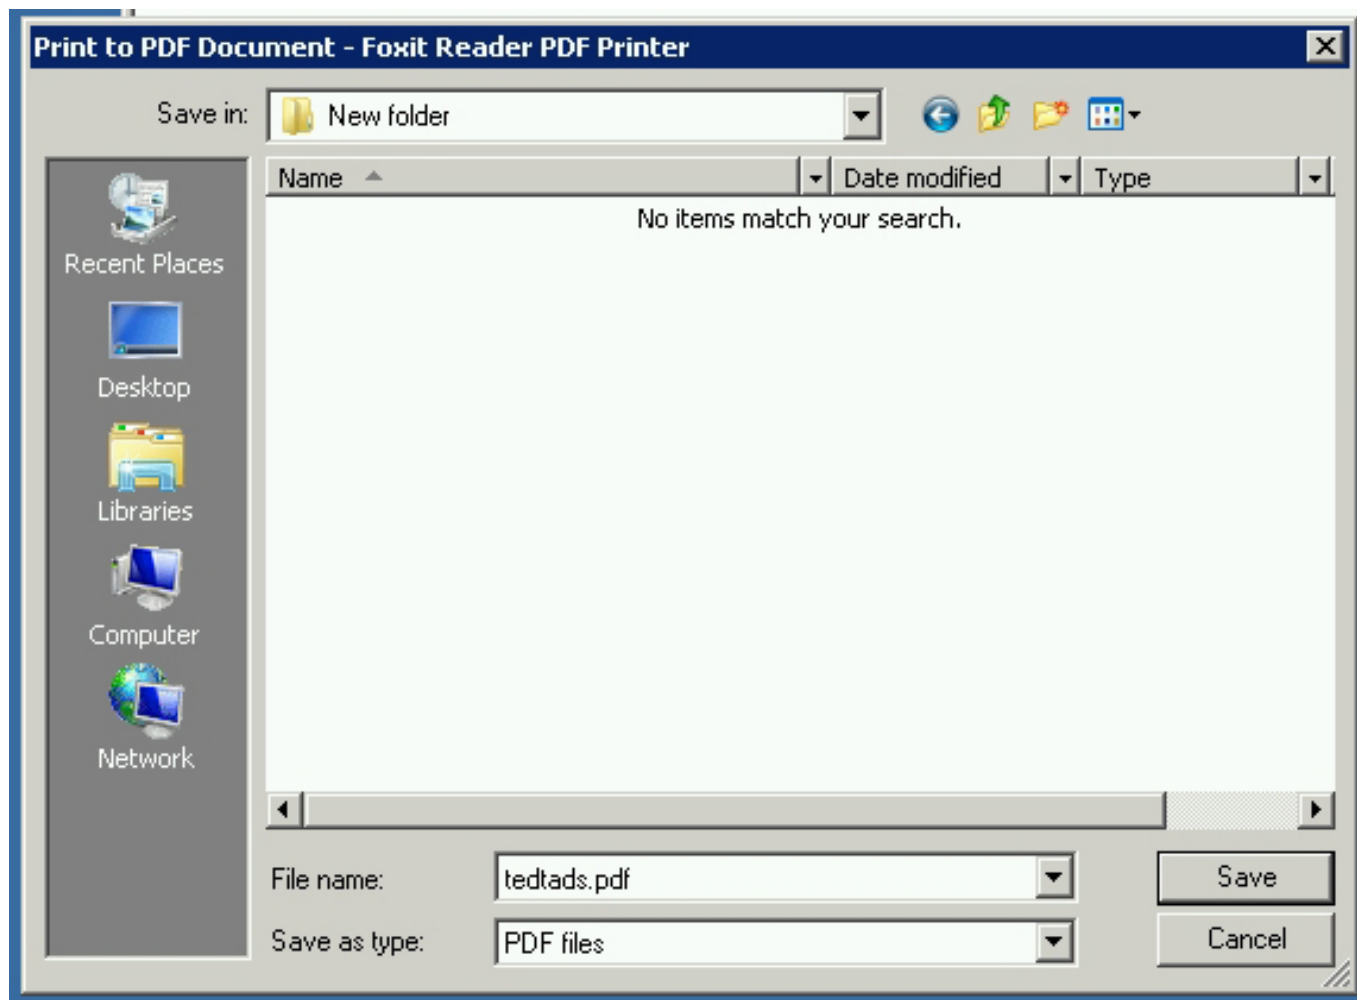 Print to PDF Document - Foxit Reader PDF Printer
Save in: New folder
Name Date modified Type
No items match your search.
Recent Places
Desktop
Libraries
Computer
Network
File name: tedtads.pdf Save
Save as type: PDF files Cancel